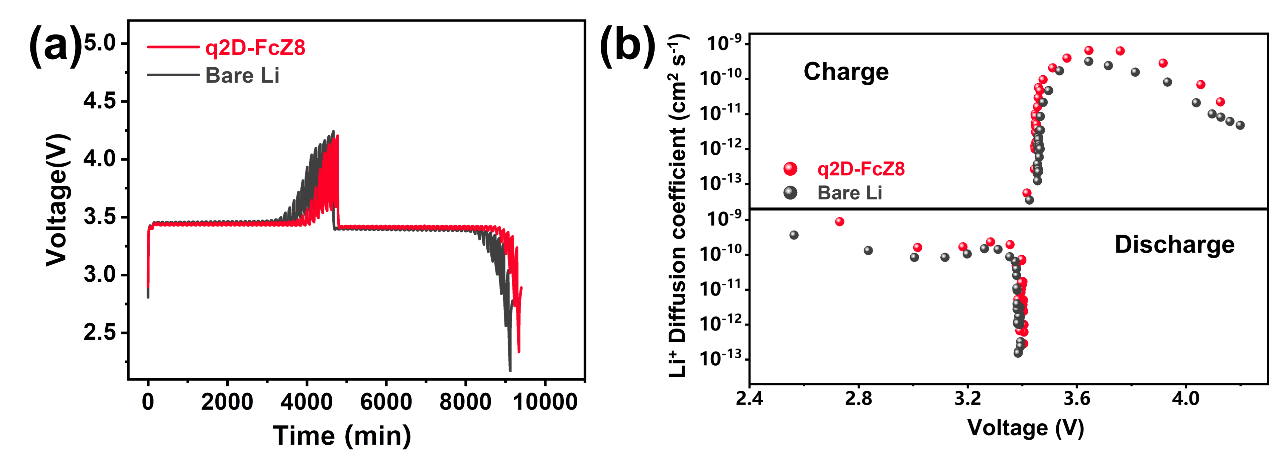 (a)
q2D-FcZ8
Bare Li
Voltage(V)
5.0
4.5
4.0
3.5
3.0
2.5
0 2000 4000 6000 8000 10000
Time (min)
(b)
Li⁺ Diffusion coefficient (cm² s⁻¹)
10⁻⁹
10⁻¹⁰
10⁻¹¹
10⁻¹²
10⁻¹³
Charge
q2D-FcZ8
Bare Li
10⁻⁹
10⁻¹⁰
10⁻¹¹
10⁻¹²
10⁻¹³
Discharge
2.4 2.8 3.2 3.6 4.0
Voltage (V)